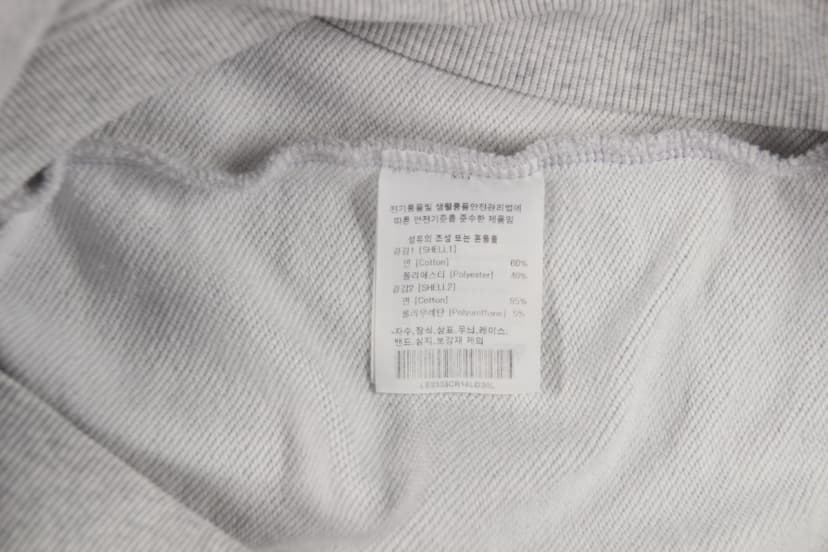 전기용품및 생활용품안전관리법에
따른 안전기준을 준수한 제품임
섬유의 조성 또는 혼용율
겉감1 [SHELL1]
면 [Cotton] 60%
폴리에스터 [Polyester] 40%
겉감2 [SHELL2]
면 [Cotton] 95%
폴리우레탄 [Polyurethane] 5%
*자수,장식,상표,무늬,케이스,
밴드,심지,보강재 제외